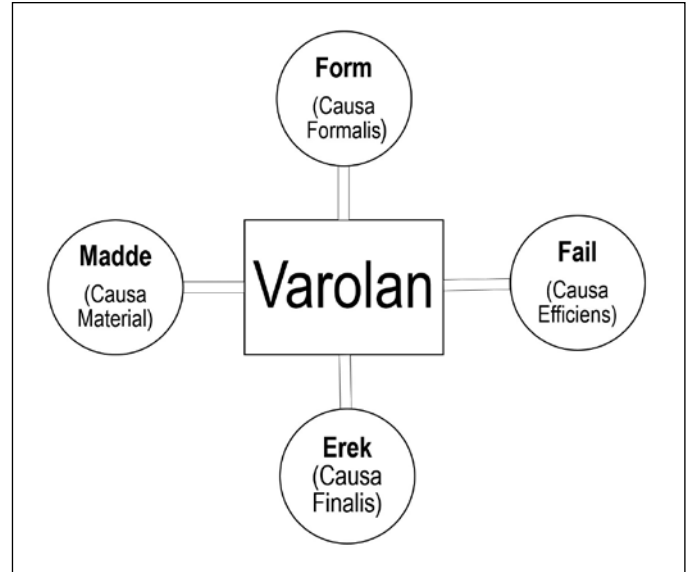 Form
(Causa
Formalis)
Madde
(Causa
Material)
Varolan
Fail
(Causa
Efficiens)
Erek
(Causa
Finalis)